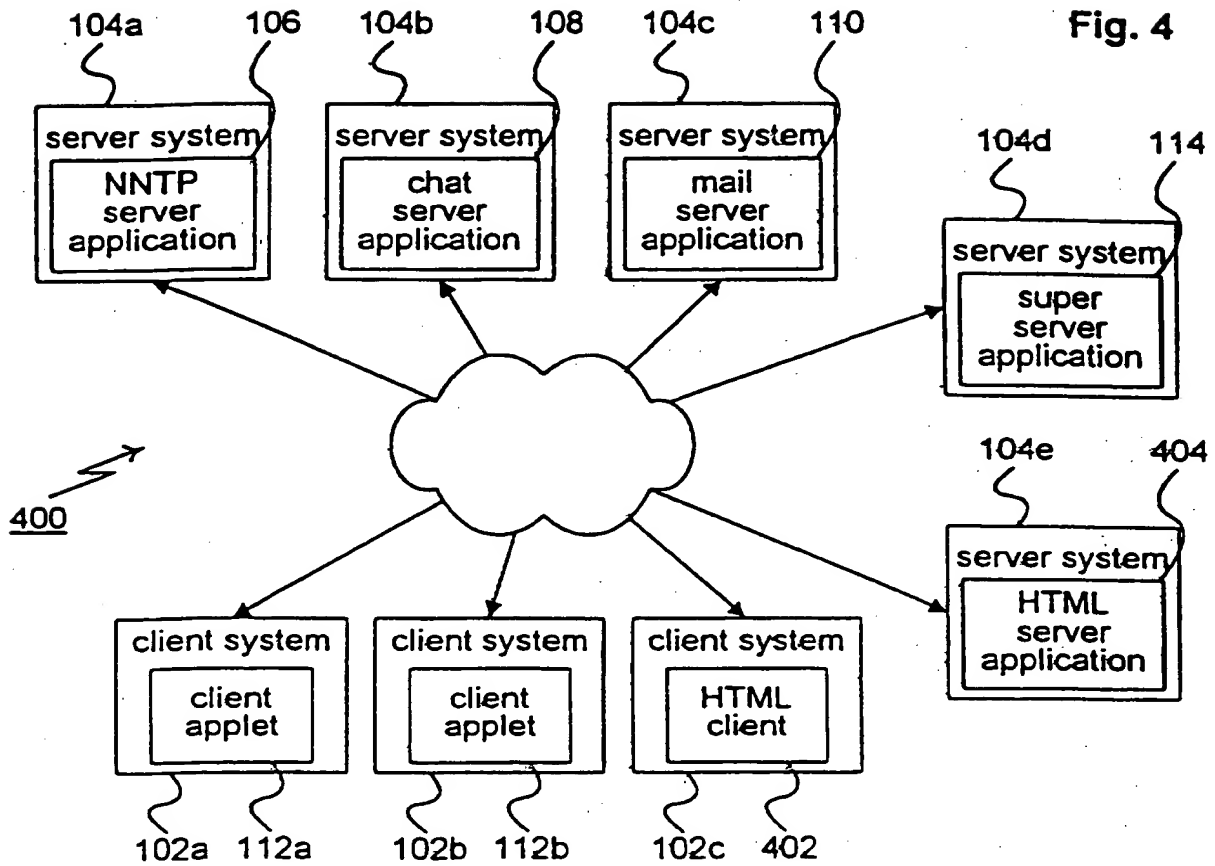 Fig. 4
104a 106 104b 108 104c 110
server system
NNTP
server
application
server system
chat
server
application
server system
mail
server
application
104d 114
server system
super
server
application
400
104e 404
server system
HTML
server
application
client system
client
applet
client system
client
applet
client system
HTML
client
102a 112a 102b 112b 102c 402